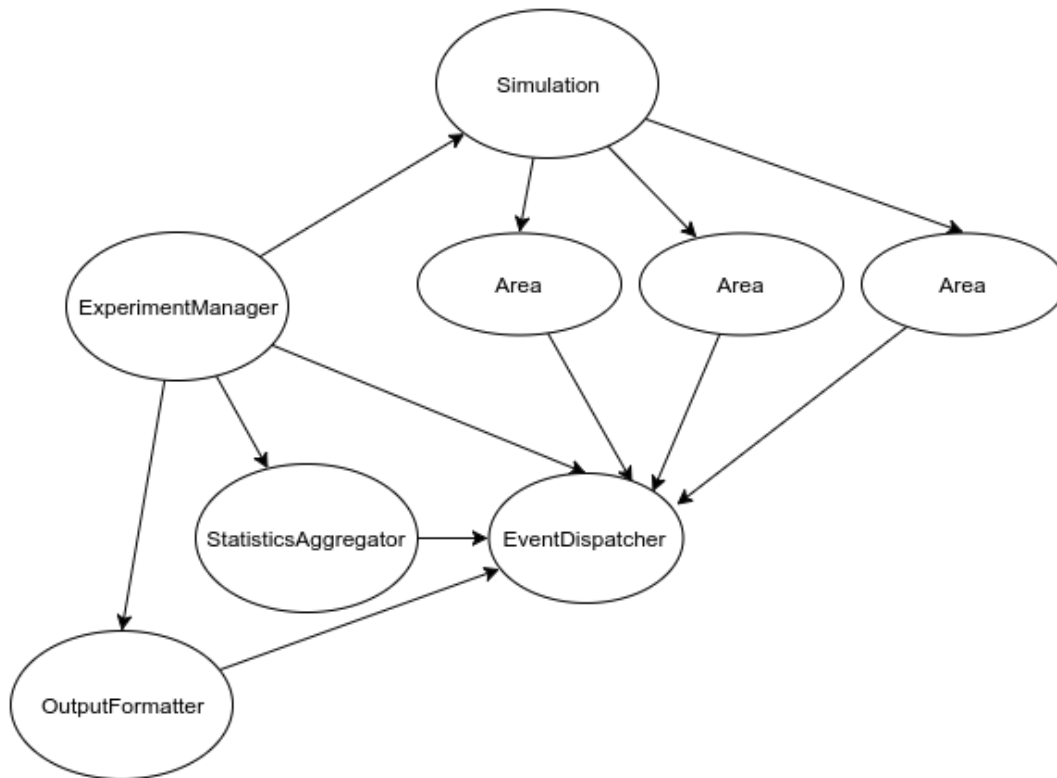 Simulation
Area
Area
Area
ExperimentManager
StatisticsAggregator
EventDispatcher
OutputFormatter